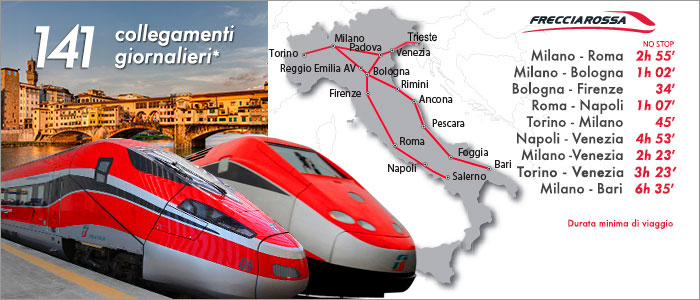 141 collegamenti
giornalieri*
Trieste
Milano
Padova
Venezia
Torino
Reggio Emilia AV
Bologna
Rimini
Firenze
Ancona
Pescara
Roma
Foggia
Napoli
Bari
Salerno
FRECCIAROSSA
NO STOP
Milano - Roma 2h 55'
Milano - Bologna 1h 02'
Bologna - Firenze 34'
Roma - Napoli 1h 07'
Torino - Milano 45'
Napoli - Venezia 4h 53'
Milano -Venezia 2h 23'
Torino - Venezia 3h 23'
Milano - Bari 6h 35'
Durata minima di viaggio